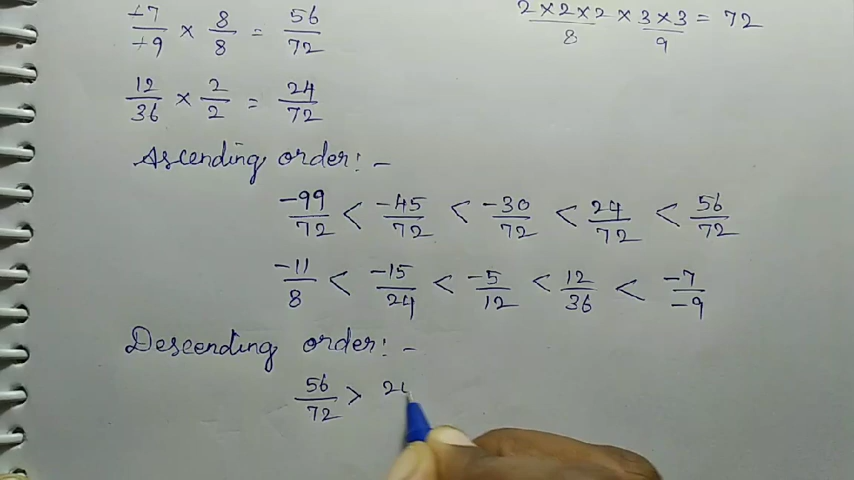 -7/-9 × 8/8 = 56/72
2×2×2/8 × 3×3/9 = 72
12/36 × 2/2 = 24/72
Ascending order:-
-99/72 < -45/72 < -30/72 < 24/72 < 56/72
-11/8 < -15/24 < -5/12 < 12/36 < -7/-9
Descending order:-
56/72 > 24